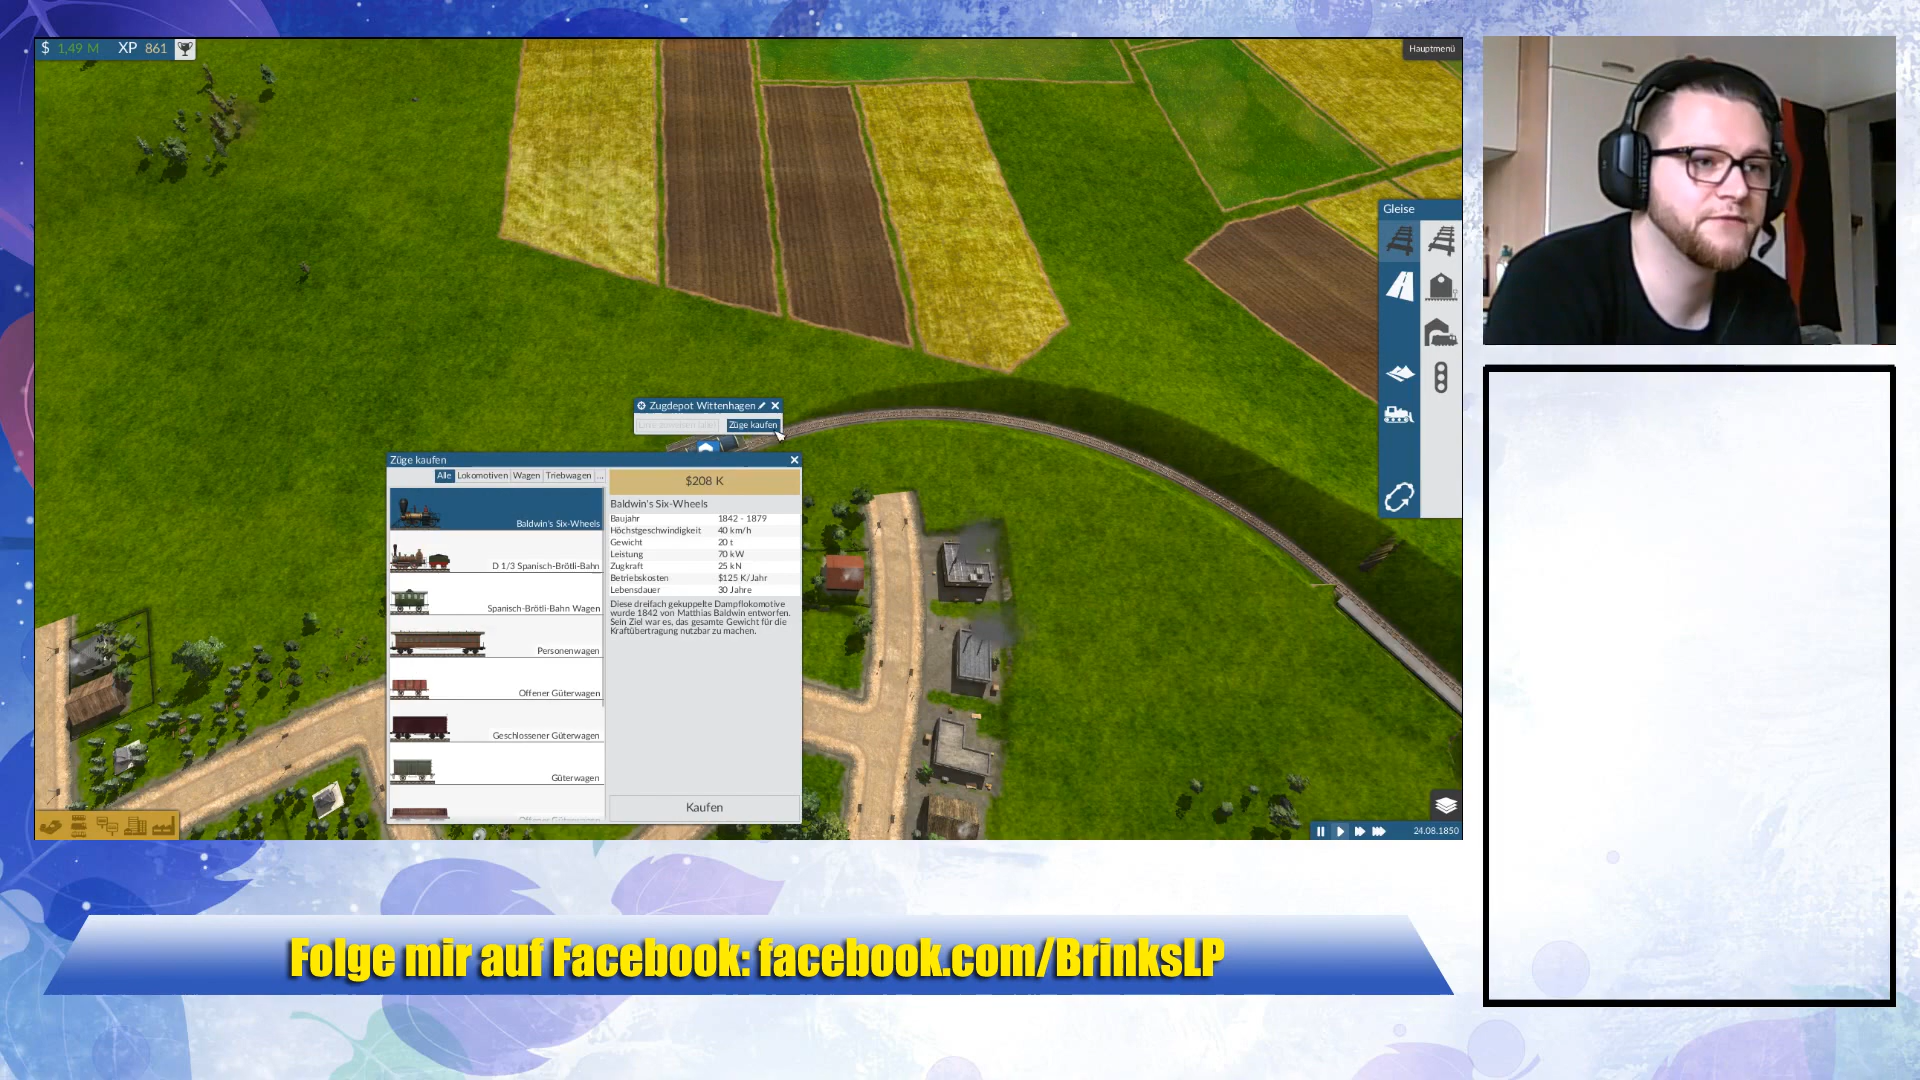 $ 1,49 M XP 861
Hauptmenü
Gleise
Zugdepot Wittenhagen
Züge kaufen
Züge kaufen
Alle Lokomotiven Wagen Triebwagen ...
Baldwin's Six-Wheels
D 1/3 Spanisch-Brötli-Bahn
Spanisch-Brötli-Bahn Wagen
Personenwagen
Offener Güterwagen
Geschlossener Güterwagen
Güterwagen
$208 K
Baldwin's Six-Wheels
Baujahr 1842 - 1879
Höchstgeschwindigkeit 40 km/h
Gewicht 20 t
Leistung 70 kW
Zugkraft 25 kN
Betriebskosten $125 K/Jahr
Lebensdauer 30 Jahre
Diese dreifach gekuppelte Dampflokomotive
wurde 1842 von Matthias Baldwin entworfen.
Sein Ziel war es, das gesamte Gewicht für die
Kraftübertragung nutzbar zu machen.
Kaufen
24.08.1850
Folge mir auf Facebook: facebook.com/BrinksLP